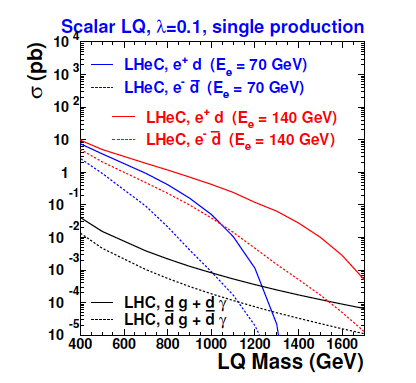 Scalar LQ, λ=0.1, single production
σ (pb)
10⁴
10³
10²
10
1
10⁻¹
10⁻²
10⁻³
10⁻⁴
10⁻⁵
LHeC, e⁺ d (Eₑ = 70 GeV)
LHeC, e⁻ d̅ (Eₑ = 70 GeV)
LHeC, e⁺ d (Eₑ = 140 GeV)
LHeC, e⁻ d̅ (Eₑ = 140 GeV)
LHC, d g + d γ
LHC, d̅ g + d̅ γ
400 600 800 1000 1200 1400 1600
LQ Mass (GeV)